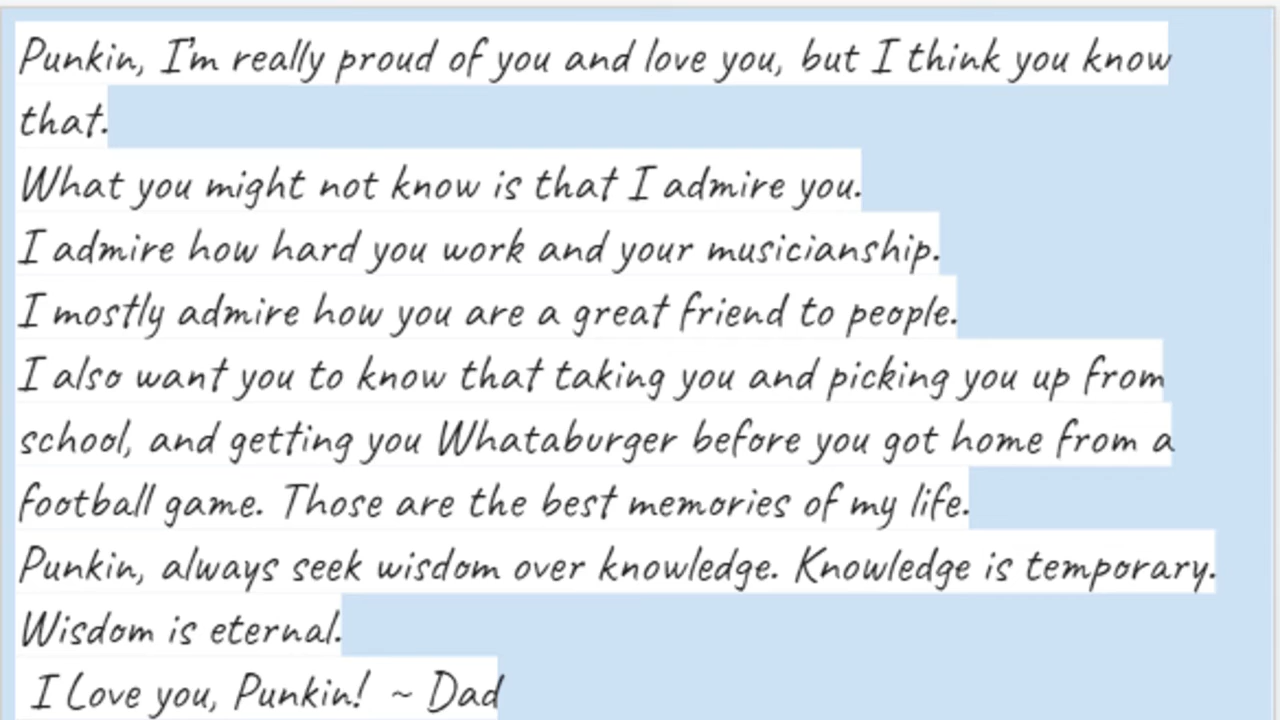 Punkin, I'm really proud of you and love you, but I think you know
that.
What you might not know is that I admire you.
I admire how hard you work and your musicianship.
I mostly admire how you are a great friend to people.
I also want you to know that taking you and picking you up from
school, and getting you Whataburger before you got home from a
football game. Those are the best memories of my life.
Punkin, always seek wisdom over knowledge. Knowledge is temporary.
Wisdom is eternal.
I Love you, Punkin! ~ Dad